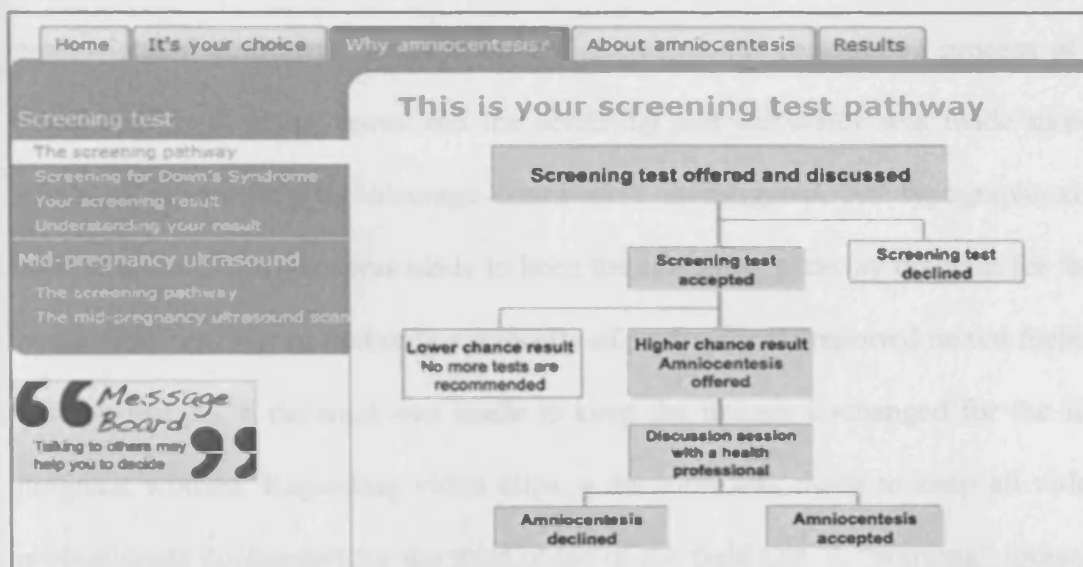 Home It's your choice Why amniocentesis? About amniocentesis Results
Screening test
The screening pathway
Screening for Down's Syndrome
Your screening result
Understanding your result
Mid-pregnancy ultrasound
The screening pathway
The mid-pregnancy ultrasound scan
Message
Board
Talking to others may
help you to decide
This is your screening test pathway
Screening test offered and discussed
Screening test
accepted
Screening test
declined
Lower chance result
No more tests are
recommended
Higher chance result
Amniocentesis
offered
Discussion session
with a health
professional
Amniocentesis
declined
Amniocentesis
accepted